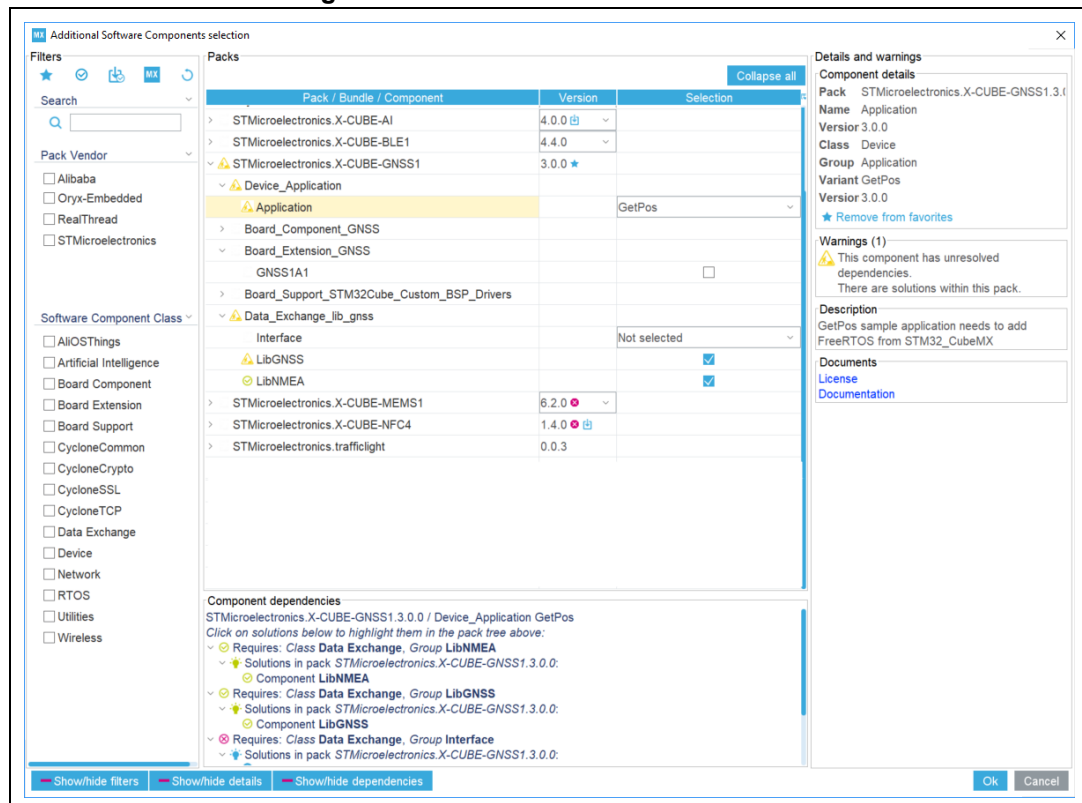 Additional Software Components selection
Filters
MX
Search
Pack Vendor
Alibaba
Oryx-Embedded
RealThread
STMicroelectronics
Software Component Class
AliOSThings
Artificial Intelligence
Board Component
Board Extension
Board Support
CycloneCommon
CycloneCrypto
CycloneSSL
CycloneTCP
Data Exchange
Device
Network
RTOS
Utilities
Wireless
Packs
Collapse all
Pack / Bundle / Component Version Selection
STMicroelectronics.X-CUBE-AI 4.0.0
STMicroelectronics.X-CUBE-BLE1 4.4.0
STMicroelectronics.X-CUBE-GNSS1 3.0.0
Device_Application
Application GetPos
Board_Component_GNSS
Board_Extension_GNSS
GNSS1A1
Board_Support_STM32Cube_Custom_BSP_Drivers
Data_Exchange_lib_gnss
Interface Not selected
LibGNSS
LibNMEA
STMicroelectronics.X-CUBE-MEMS1 6.2.0
STMicroelectronics.X-CUBE-NFC4 1.4.0
STMicroelectronics.trafficlight 0.0.3
Component dependencies
STMicroelectronics.X-CUBE-GNSS1.3.0.0 / Device_Application GetPos
Click on solutions below to highlight them in the pack tree above:
Requires: Class Data Exchange, Group LibNMEA
Solutions in pack STMicroelectronics.X-CUBE-GNSS1.3.0.0:
Component LibNMEA
Requires: Class Data Exchange, Group LibGNSS
Solutions in pack STMicroelectronics.X-CUBE-GNSS1.3.0.0:
Component LibGNSS
Requires: Class Data Exchange, Group Interface
Solutions in pack STMicroelectronics.X-CUBE-GNSS1.3.0.0:
Details and warnings
Component details
Pack STMicroelectronics.X-CUBE-GNSS1.3.(
Name Application
Version 3.0.0
Class Device
Group Application
Variant GetPos
Version 3.0.0
Remove from favorites
Warnings (1)
This component has unresolved
dependencies.
There are solutions within this pack.
Description
GetPos sample application needs to add
FreeRTOS from STM32_CubeMX
Documents
License
Documentation
Show/hide filters Show/hide details Show/hide dependencies
Ok Cancel